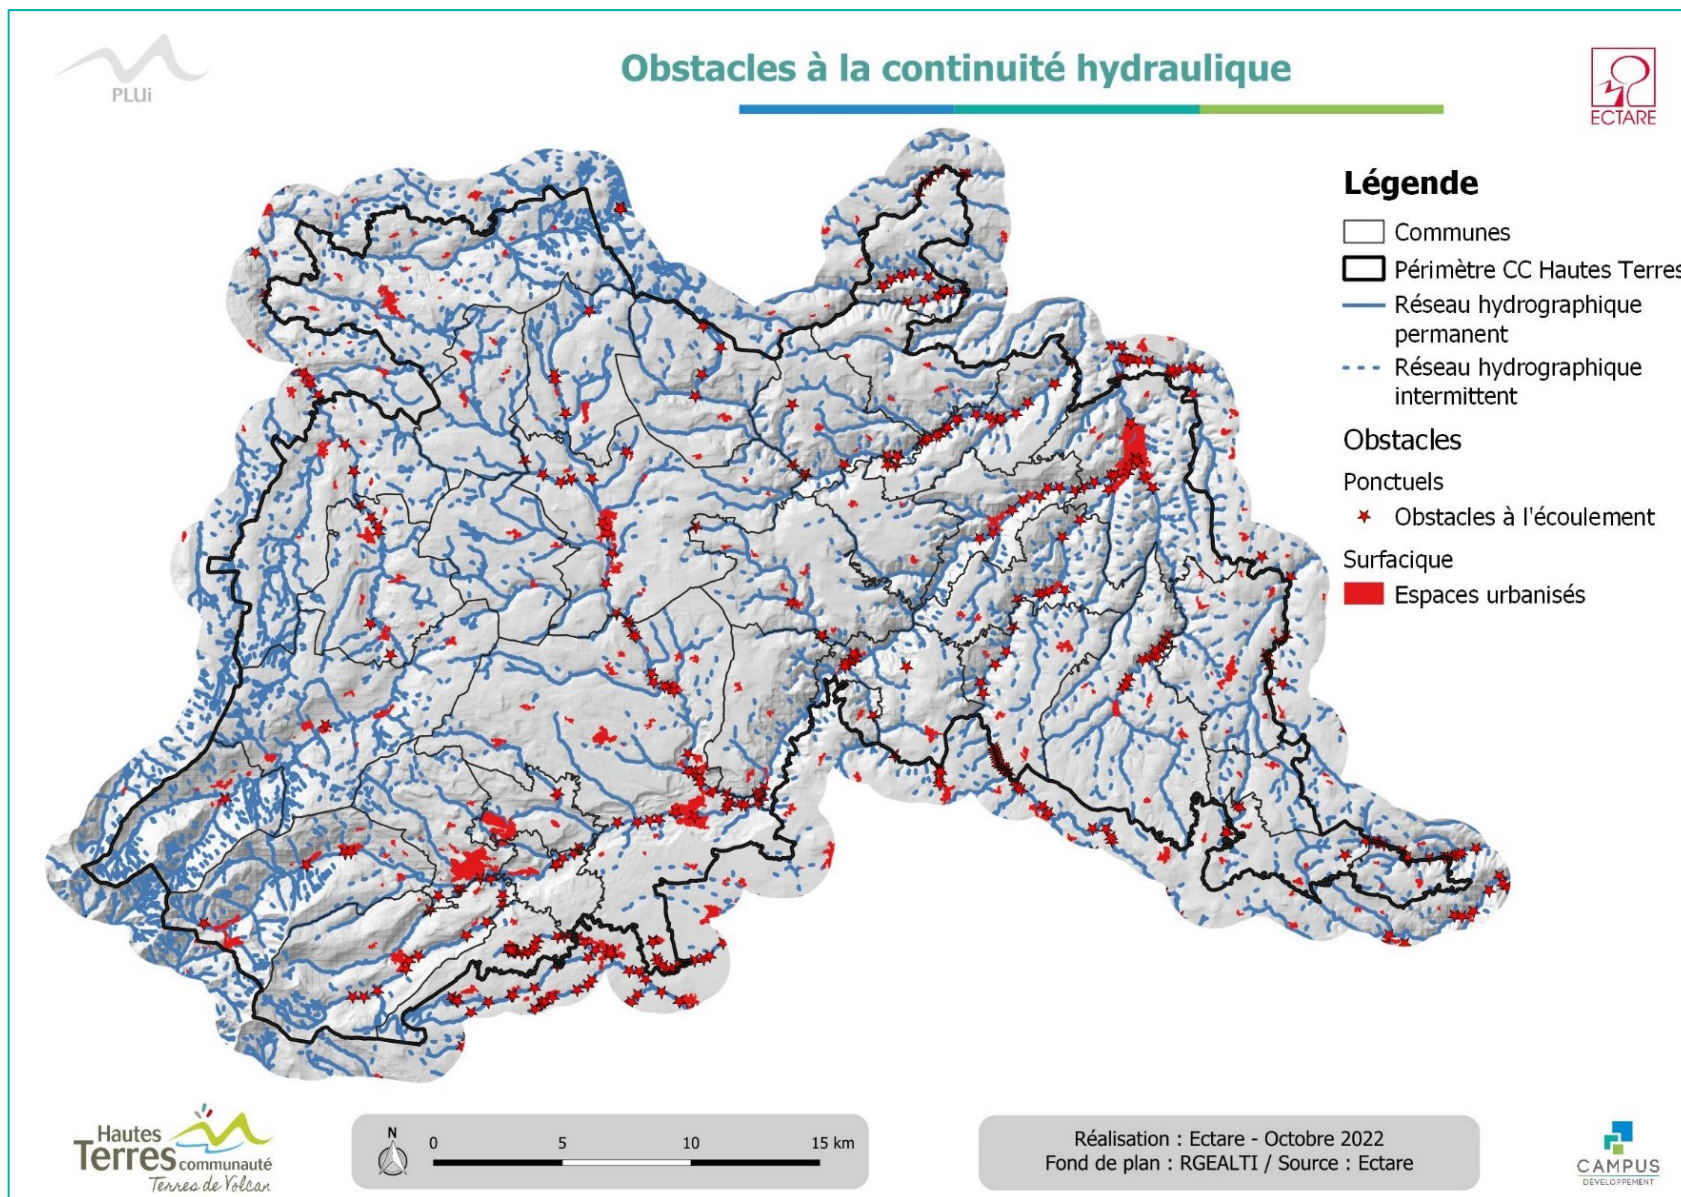 PLUi
Obstacles à la continuité hydraulique
ECTARE
Légende
Communes
Périmètre CC Hautes Terres
Réseau hydrographique
permanent
Réseau hydrographique
intermittent
Obstacles
Ponctuels
Obstacles à l'écoulement
Surfacique
Espaces urbanisés
Hautes
Terres communauté
Terres de Volcan
N
0 5 10 15 km
Réalisation : Ectare - Octobre 2022
Fond de plan : RGEALTI / Source : Ectare
CAMPUS
DÉVELOPPEMENT